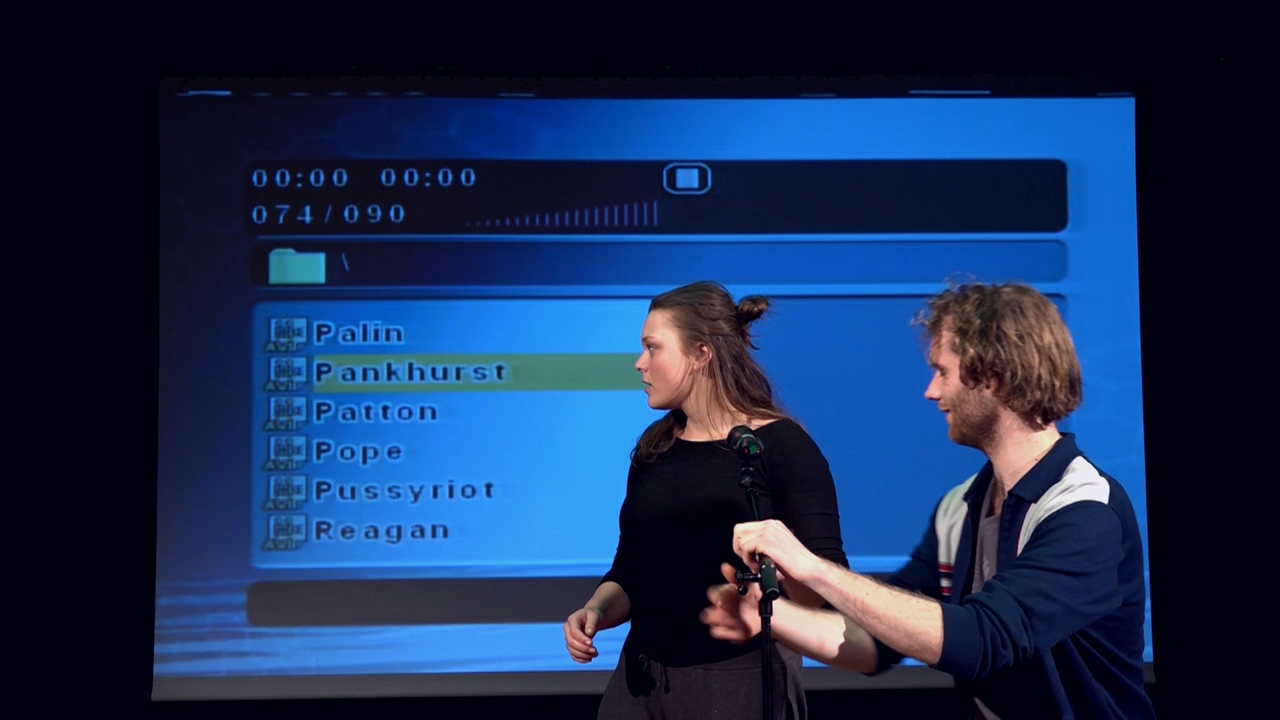 00:00 00:00
074/090
\
Palin
Pankhurst
Patton
Pope
Pussyriot
Reagan